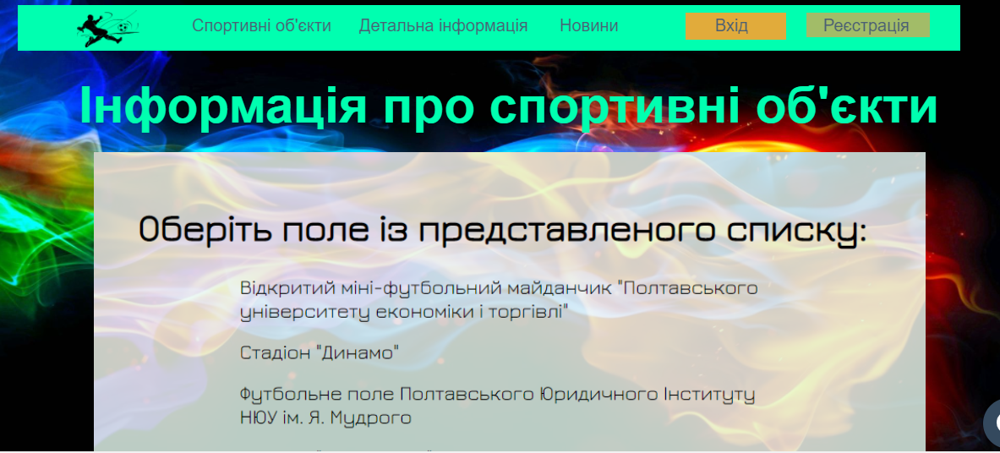 Спортивні об'єкти Детальна інформація Новини Вхід Реєстрація
Інформація про спортивні об'єкти
Оберіть поле із представленого списку:
Відкритий міні-футбольний майданчик "Полтавського
університету економіки і торгівлі"
Стадіон "Динамо"
Футбольне поле Полтавського Юридичного Інституту
НЮУ ім. Я. Мудрого